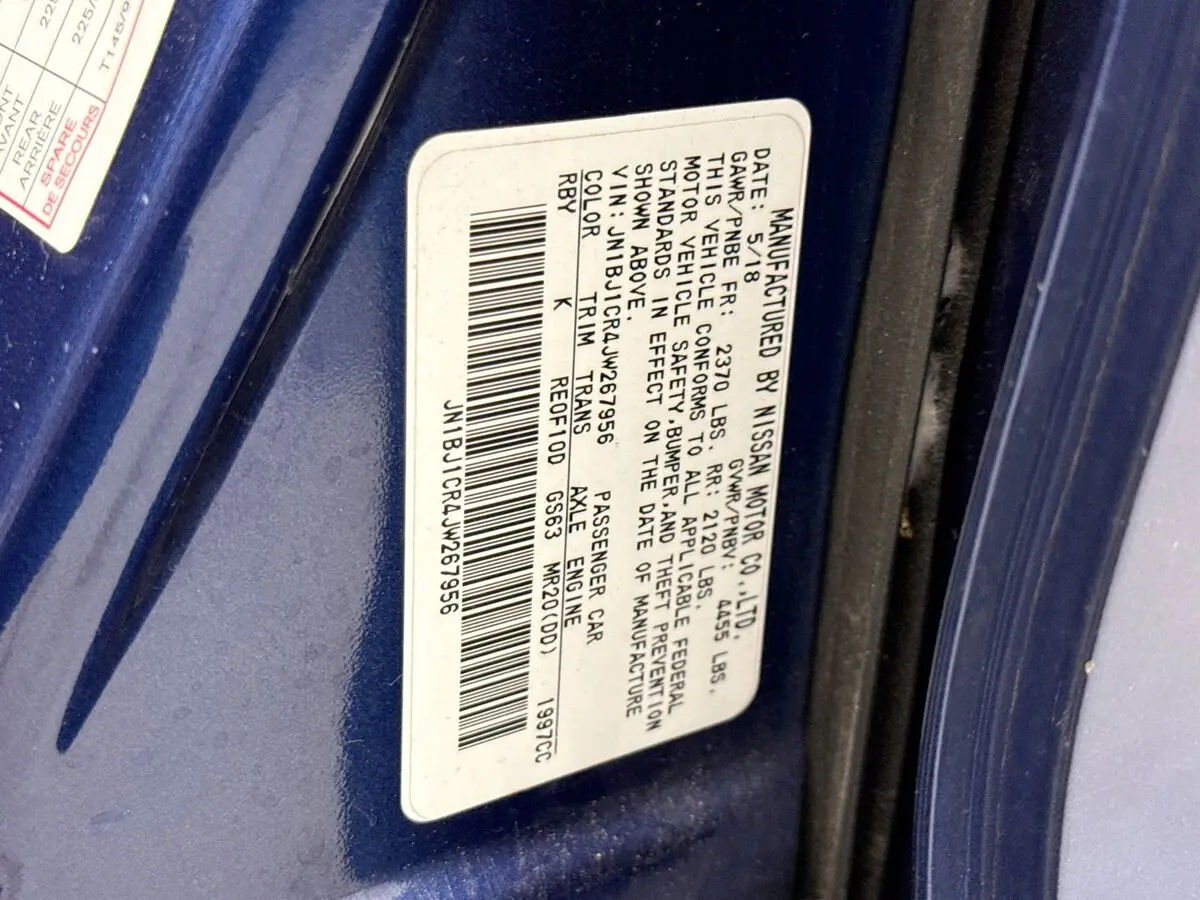 MANUFACTURED BY NISSAN MOTOR CO.,LTD.
DATE: 5/18 GVWR/PNBV: 4455 LBS.
GAWR/PNBE FR: 2370 LBS. RR: 2120 LBS.
THIS VEHICLE CONFORMS TO ALL APPLICABLE FEDERAL
MOTOR VEHICLE SAFETY,BUMPER,AND THEFT PREVENTION
STANDARDS IN EFFECT ON THE DATE OF MANUFACTURE
SHOWN ABOVE.
VIN:JN1BJ1CR4JW267956 PASSENGER CAR
COLOR TRIM TRANS AXLE ENGINE
RBY K RE0F10D GS63 MR20(DD) 1997CC
JN1BJ1CR4JW267956
AVANT
REAR
ARRIÈRE
225/
SPARE
DE SECOURS
T145/9